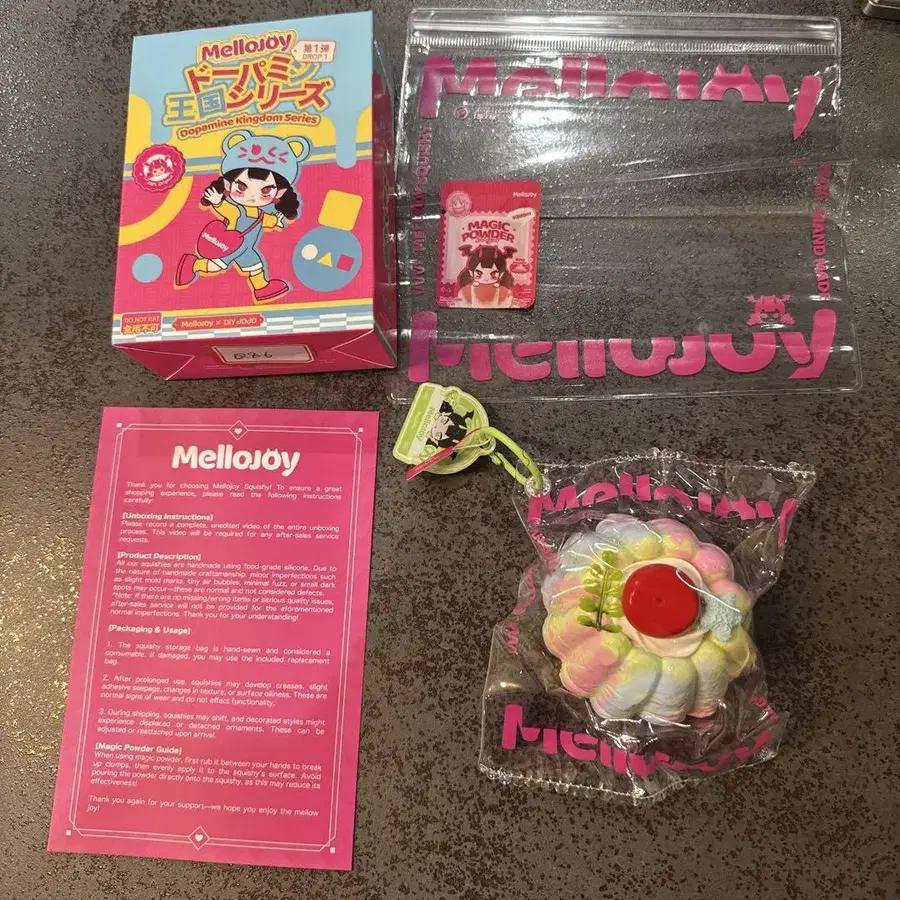 Mellojoy
第1弾
DROP 1
ドーパミン
王国シリーズ
Dopamine Kingdom Series
Mellojoy
DO NOT EAT
食用不可
Mellojoy × DIY JOJO
Mellojoy
Mellojoy
MAGIC
POWDER
HAND MADE
Mellojoy
Mellojoy
Mellojoy
Mellojoy
Mellojoy
Thank you for choosing Mellojoy Squishy! To ensure a great
shopping experience, please read the following instructions
carefully:
[Unboxing Instructions]
Please record a complete, unedited video of the entire unboxing
process. This video will be required for any after-sales service
requests.
[Product Description]
All our squishies are handmade using food-grade silicone. Due to
the nature of handmade craftsmanship, minor imperfections such
as slight mold marks, tiny air bubbles, minimal fuzz, or small dark
spots may occur—these are normal and not considered defects.
*Note: If there are no missing/wrong items or serious quality issues,
after-sales service will not be provided for the aforementioned
normal imperfections. Thank you for your understanding!
[Packaging & Usage]
1. The squishy storage bag is hand-sewn and considered a
consumable. If damaged, you may use the included replacement
bag.
2. After prolonged use, squishies may develop creases, slight
adhesive seepage, changes in texture, or surface oiliness. These are
normal signs of wear and do not affect functionality.
3. During shipping, squishies may shift, and decorated styles might
experience displaced or detached ornaments. These can be
adjusted or reattached upon arrival.
[Magic Powder Guide]
When using magic powder, first rub it between your hands to break
up clumps, then evenly apply it to the squishy's surface. Avoid
pouring the powder directly onto the squishy, as this may reduce its
effectiveness!
Thank you again for your support—we hope you enjoy the mellow
joy!